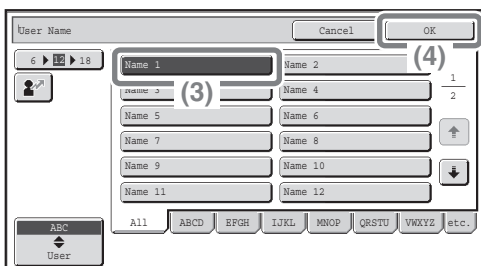 User Name Cancel OK
6 12 18 Name 1 Name 2 (4)
(3) 1
Name 3 Name 4 2
Name 5 Name 6
Name 7 Name 8
Name 9 Name 10
Name 11 Name 12
All ABCD EFGH IJKL MNOP QRSTU VWXYZ etc.
ABC
User